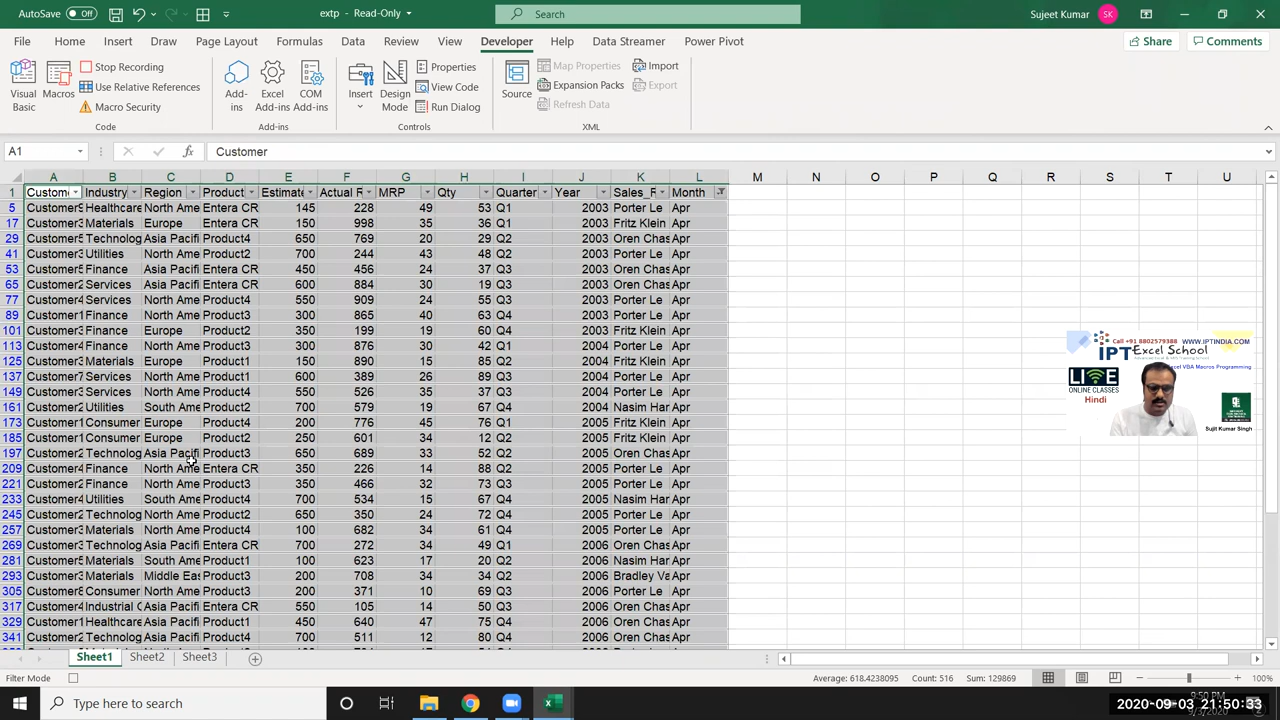 AutoSave Off extp - Read-Only Search Sujeet Kumar SK
File Home Insert Draw Page Layout Formulas Data Review View Developer Help Data Streamer Power Pivot Share Comments
Visual Basic
Macros
Stop Recording
Use Relative References
Macro Security
Code
Add-ins
Excel Add-ins
COM Add-ins
Add-ins
Insert
Design Mode
Properties
View Code
Run Dialog
Controls
Source
Map Properties
Expansion Packs
Refresh Data
Import
Export
XML
A1 fx Customer
A B C D E F G H I J K L M N O P Q R S T U
1 Custome Industry Region Product Estimate Actual R MRP Qty Quarter Year Sales_R Month
5 Customer5 Healthcare North Ame Entera CR 145 228 49 53 Q1 2003 Porter Le Apr
17 Customer3 Materials Europe Entera CR 150 998 35 36 Q1 2003 Fritz Klein Apr
29 Customer5 Technolog Asia Pacifi Product4 650 769 20 29 Q2 2003 Oren Chas Apr
41 Customer3 Utilities North Ame Product2 700 244 43 48 Q2 2003 Porter Le Apr
53 Customer5 Finance Asia Pacifi Entera CR 450 456 24 37 Q3 2003 Oren Chas Apr
65 Customer2 Services Asia Pacifi Entera CR 600 884 30 19 Q3 2003 Oren Chas Apr
77 Customer4 Services North Ame Product4 550 909 24 55 Q3 2003 Porter Le Apr
89 Customer1 Finance North Ame Product3 300 865 40 63 Q4 2003 Porter Le Apr
101 Customer3 Finance Europe Product2 350 199 19 60 Q4 2003 Fritz Klein Apr
113 Customer4 Finance North Ame Product3 300 876 30 42 Q1 2004 Porter Le Apr
125 Customer3 Materials Europe Product1 150 890 15 85 Q2 2004 Fritz Klein Apr
137 Customer7 Services North Ame Product1 600 389 26 89 Q3 2004 Porter Le Apr
149 Customer3 Services North Ame Product4 550 526 35 37 Q3 2004 Porter Le Apr
161 Customer2 Utilities South Ame Product2 700 579 19 67 Q4 2004 Nasim Har Apr
173 Customer1 Consumer Europe Product4 200 776 45 76 Q1 2005 Fritz Klein Apr
185 Customer1 Consumer Europe Product2 250 601 34 12 Q2 2005 Fritz Klein Apr
197 Customer2 Technolog Asia Pacifi Product3 650 689 33 52 Q2 2005 Oren Chas Apr
209 Customer4 Finance North Ame Entera CR 350 226 14 88 Q2 2005 Porter Le Apr
221 Customer2 Finance North Ame Product3 350 466 32 73 Q3 2005 Porter Le Apr
233 Customer4 Utilities South Ame Product4 700 534 15 67 Q4 2005 Nasim Har Apr
245 Customer2 Technolog North Ame Product2 650 350 24 72 Q4 2005 Porter Le Apr
257 Customer3 Materials North Ame Product4 100 682 34 61 Q4 2005 Porter Le Apr
269 Customer3 Technolog Asia Pacifi Entera CR 700 272 34 49 Q1 2006 Oren Chas Apr
281 Customer2 Materials South Ame Product1 100 623 17 20 Q2 2006 Nasim Har Apr
293 Customer2 Materials Middle Eas Product3 200 708 34 34 Q2 2006 Bradley Va Apr
305 Customer8 Consumer North Ame Product3 200 371 10 69 Q3 2006 Porter Le Apr
317 Customer4 Industrial C Asia Pacifi Entera CR 550 105 14 50 Q3 2006 Oren Chas Apr
329 Customer1 Healthcare Asia Pacifi Product1 450 640 47 75 Q4 2006 Oren Chas Apr
341 Customer2 Technolog Asia Pacifi Product4 700 511 12 80 Q4 2006 Oren Chas Apr
Call +91 8802579388 WWW.IPTINDIA.COM
IPT Excel School
Excel VBA Macros Programming
LIVE
ONLINE CLASSES
Hindi
Sujit Kumar Singh
Sheet1 Sheet2 Sheet3
Filter Mode Average: 618.4238095 Count: 516 Sum: 129869 100%
Type here to search
9:50 PM
9/3/2020
2020-09-03 21:50:33